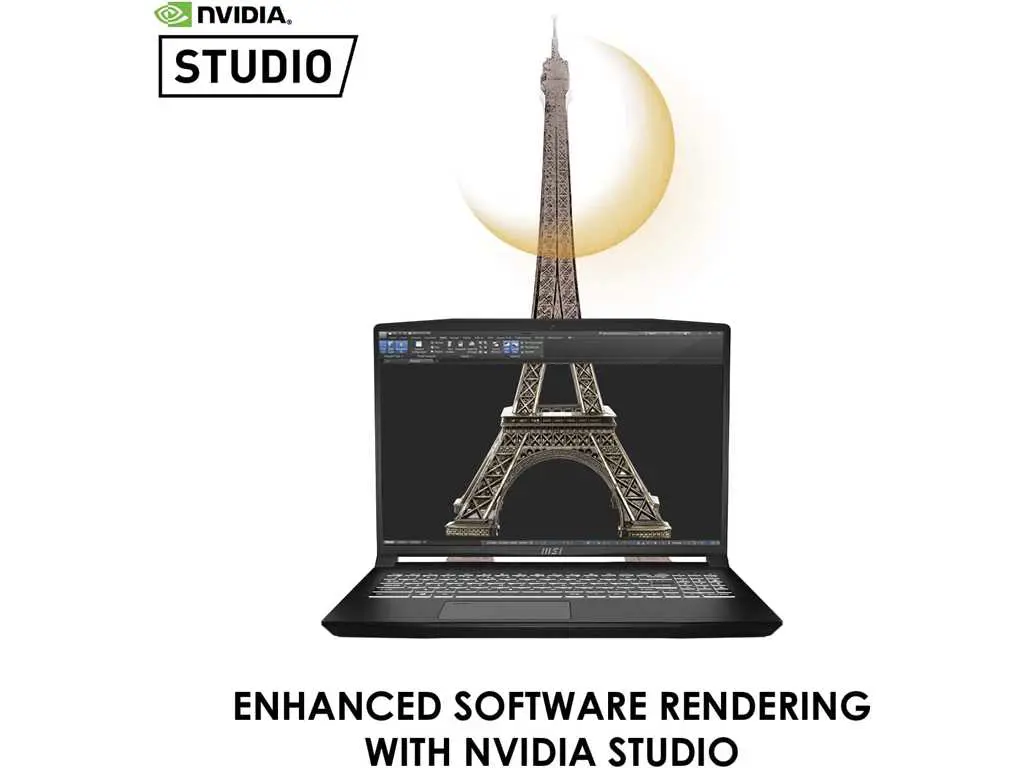 NVIDIA.
STUDIO
msi
ENHANCED SOFTWARE RENDERING
WITH NVIDIA STUDIO